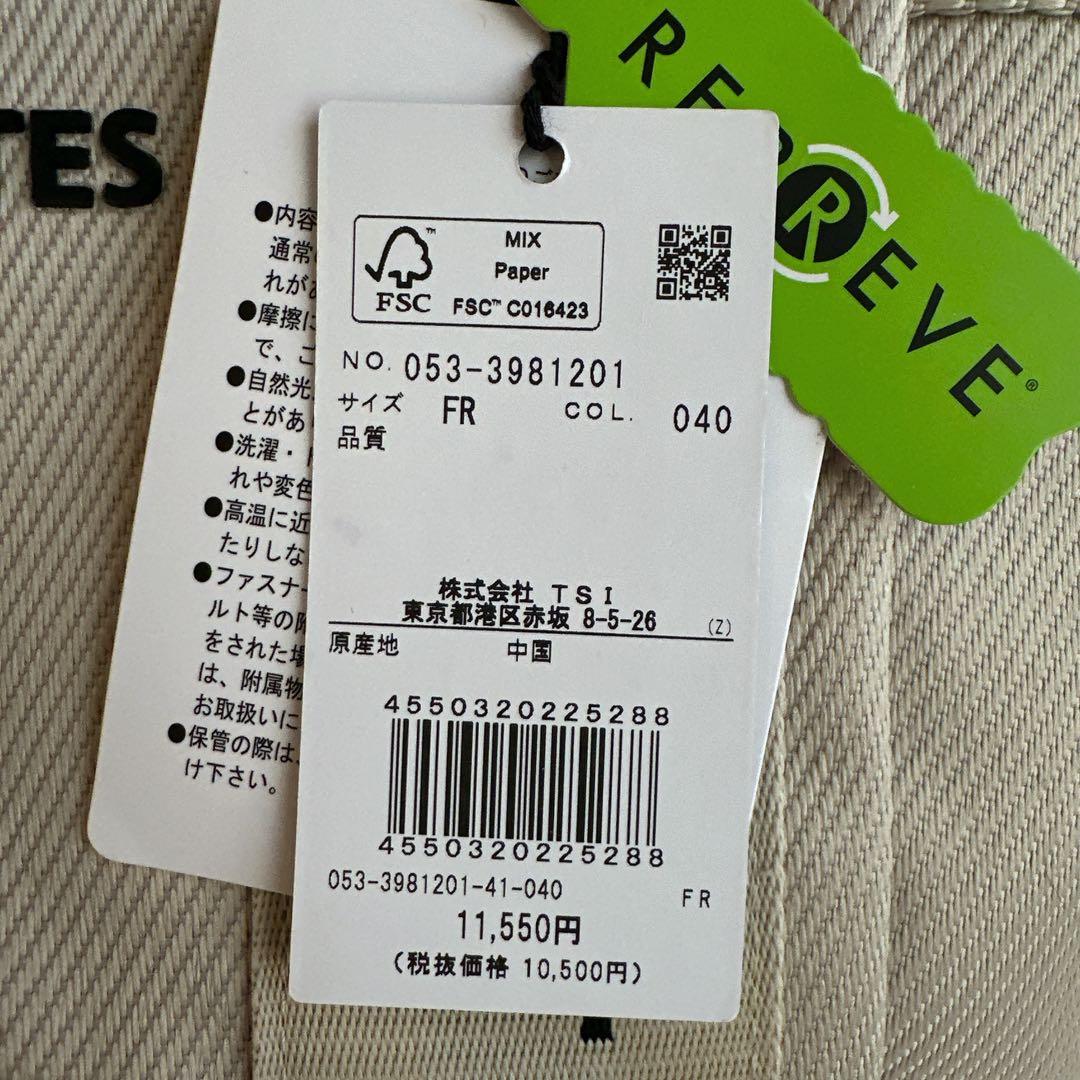 TES
REPREVE®
●内容
通常
れが
●摩擦に
で、こ
●自然光
とがあ
●洗濯・
れや変色
●高温に近
たりしな
●ファスナー
ルト等の附
をされた場
は、附属物
お取扱いに
●保管の際は、
け下さい。
FSC™
MIX
Paper
FSC™ C016423
NO. 053-3981201
サイズ FR COL. 040
品質
株式会社 TSI
東京都港区赤坂 8-5-26 (Z)
原産地 中国
4550320225288
4550320225288
053-3981201-41-040 FR
11,550円
(税抜価格 10,500円)